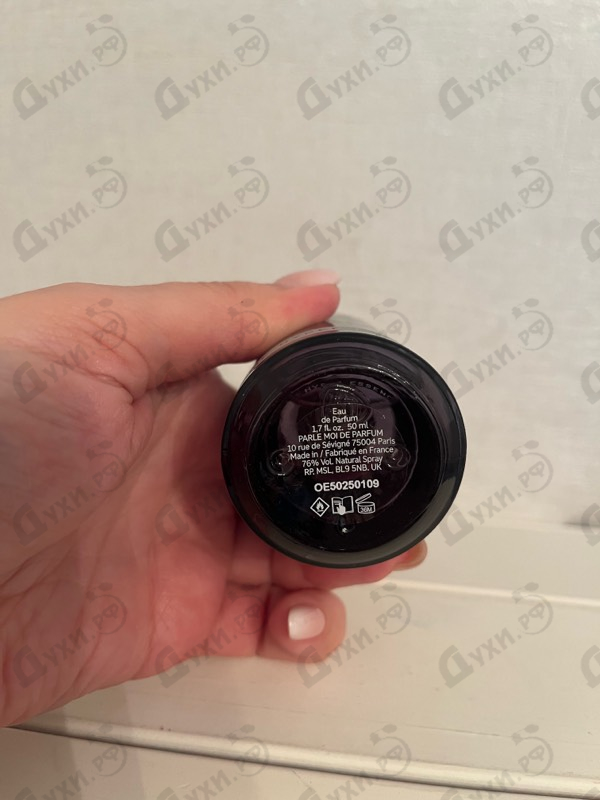 Eau
de Parfum
1,7 fl. oz. 50 ml
PARLE MOI DE PARFUM
10 rue de Sévigné 75004 Paris
Made in / Fabriqué en France
76% Vol. Natural Spray
RP. MSL, BL9 5NB. UK
OE50250109
36M
Духи.рф